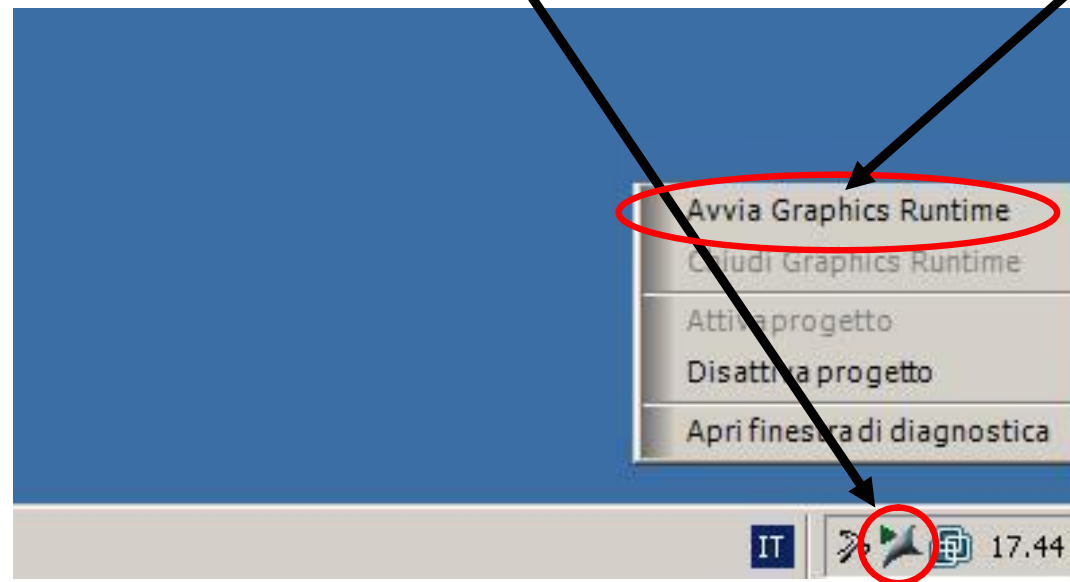 Avvia Graphics Runtime
Chiudi Graphics Runtime
Attiva progetto
Disattiva progetto
Apri finestra di diagnostica
IT
17.44